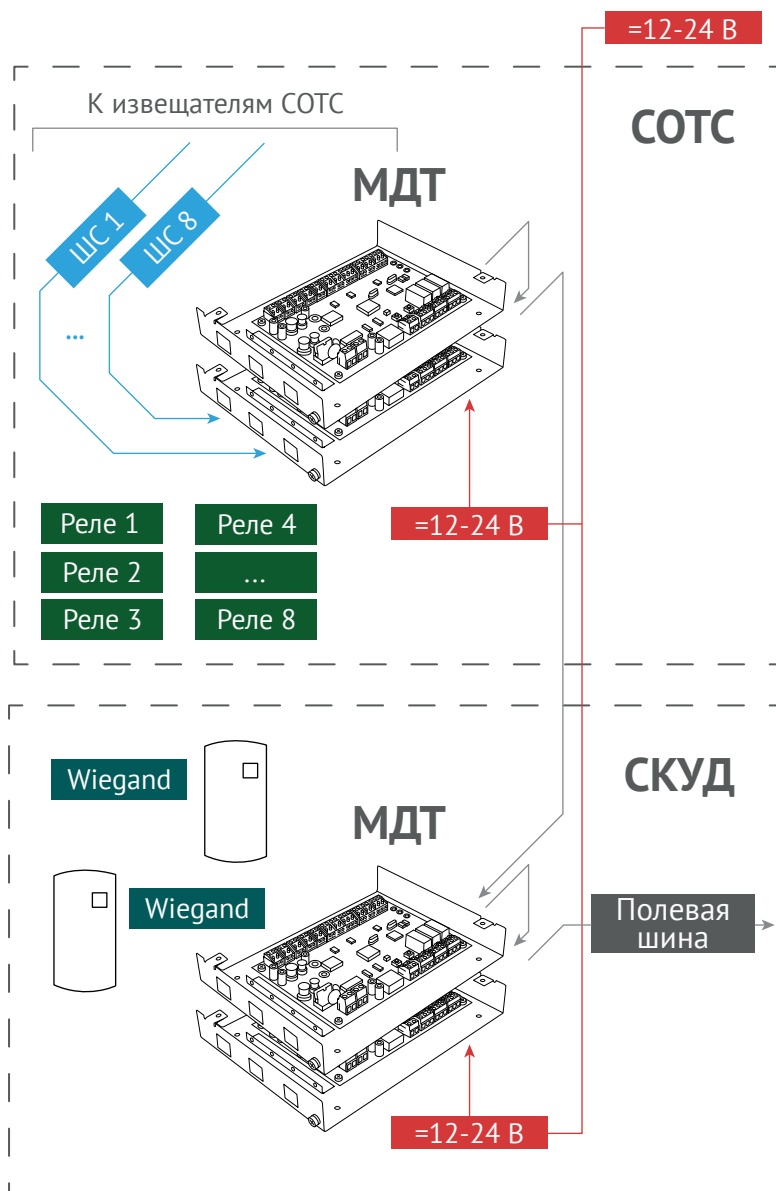 =12-24 В
К извещателям СОТС
СОТС
МДТ
ШС 1
ШС 8
...
=12-24 В
Реле 1
Реле 4
Реле 2
...
Реле 3
Реле 8
СКУД
Wiegand
МДТ
Wiegand
Полевая
шина
=12-24 В